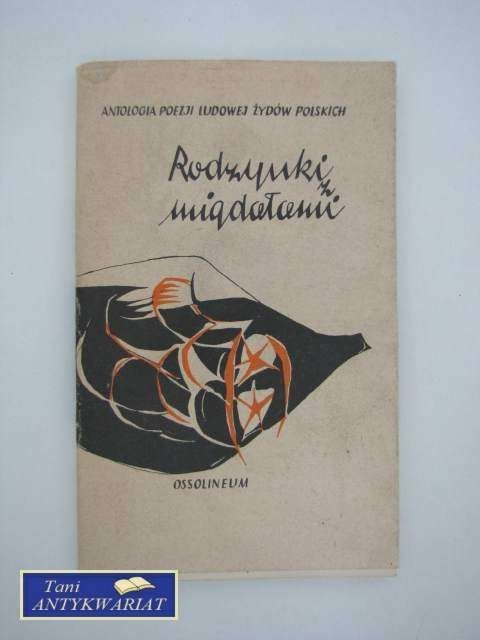 ANTOLOGIA POEZJI LUDOWEJ ŻYDÓW POLSKICH
Rodzynki z
migdałami
OSSOLINEUM
Tani
ANTYKWARIAT